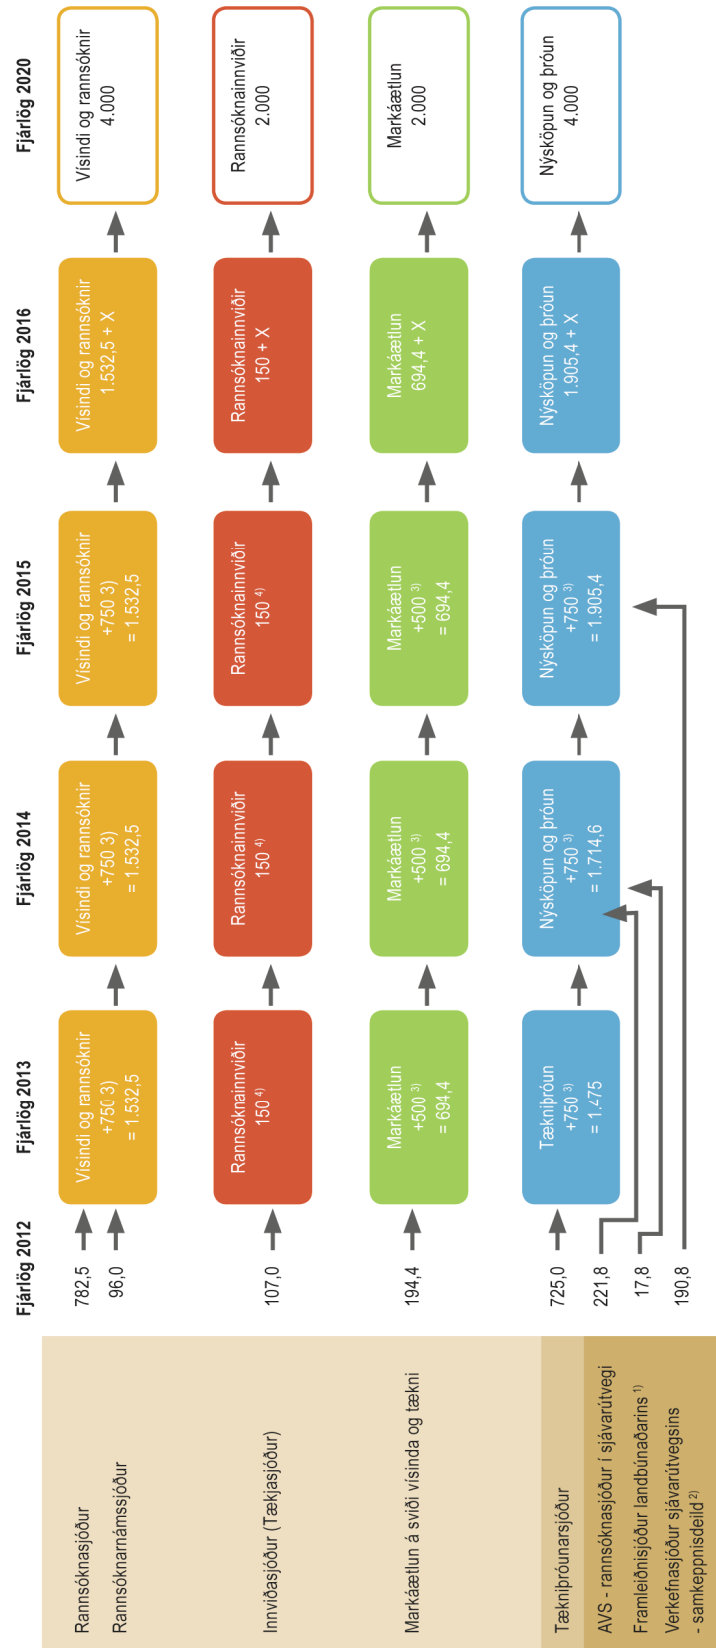 Fjárlög 2012
Fjárlög 2013
Fjárlög 2014
Fjárlög 2015
Fjárlög 2016
Fjárlög 2020
Rannsóknasjóður
782,5
Rannsóknarnámssjóður
96,0
Vísindi og rannsóknir
+750 3)
= 1.532,5
Vísindi og rannsóknir
+750 3)
= 1.532,5
Vísindi og rannsóknir
+750 3)
= 1.532,5
Vísindi og rannsóknir
1.532,5 + X
Vísindi og rannsóknir
4.000
Innviðasjóður (Tækjasjóður)
107,0
Rannsóknainnviðir
150 4)
Rannsóknainnviðir
150 4)
Rannsóknainnviðir
150 4)
Rannsóknainnviðir
150 + X
Rannsóknainnviðir
2.000
Markáætlun á sviði vísinda og tækni
194,4
Markáætlun
+500 3)
= 694,4
Markáætlun
+500 3)
= 694,4
Markáætlun
+500 3)
= 694,4
Markáætlun
694,4 + X
Markáætlun
2.000
Tækniþróunarsjóður
725,0
Tækniþróun
+750 3)
= 1.475
Nýsköpun og þróun
+750 3)
= 1.714,6
Nýsköpun og þróun
+750 3)
= 1.905,4
Nýsköpun og þróun
1.905,4 + X
Nýsköpun og þróun
4.000
AVS - rannsóknasjóður í sjávarútvegi
221,8
Framleiðnisjóður landbúnaðarins 1)
17,8
Verkefnasjóður sjávarútvegsins
- samkeppnisdeild 2)
190,8